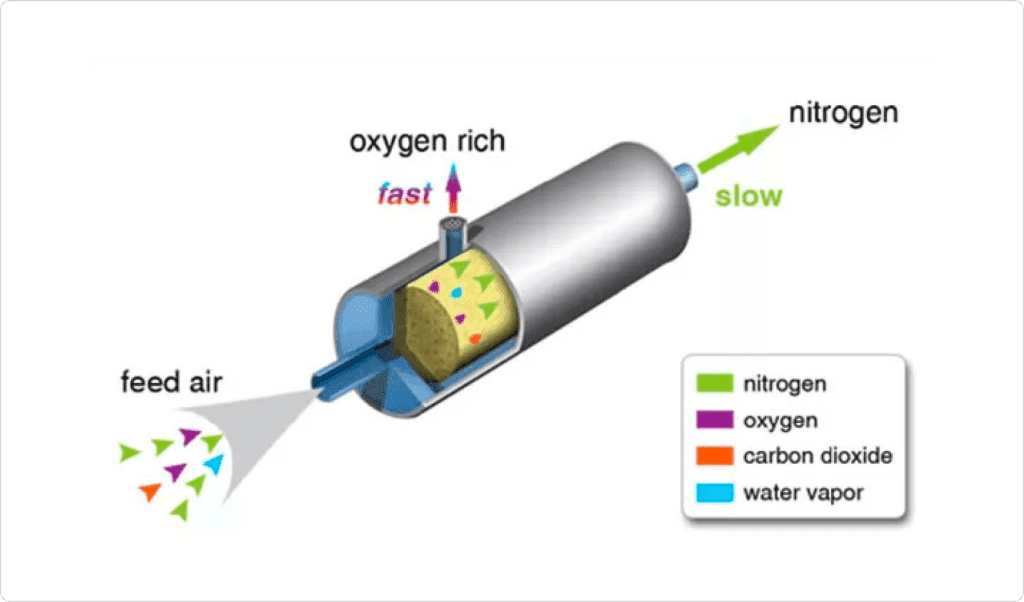 nitrogen
oxygen rich
fast
slow
feed air
nitrogen
oxygen
carbon dioxide
water vapor